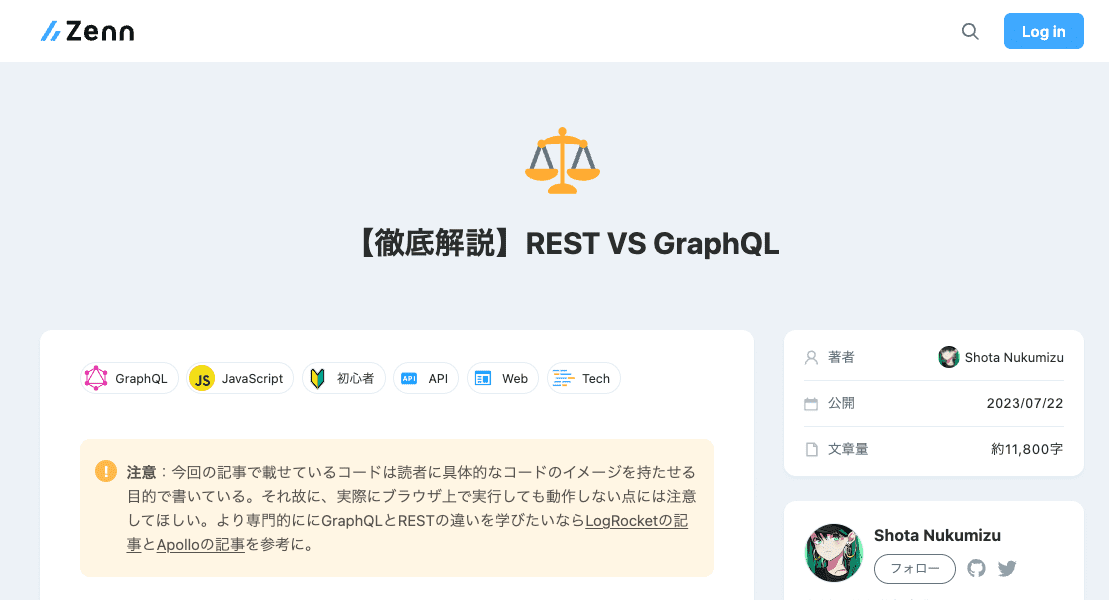 Zenn
Log in
【徹底解説】REST VS GraphQL
GraphQL
JS
JavaScript
初心者
API
API
Web
Tech
!
注意：今回の記事で載せているコードは読者に具体的なコードのイメージを持たせる
目的で書いている。それ故に、実際にブラウザ上で実行しても動作しない点には注意
してほしい。より専門的ににGraphQLとRESTの違いを学びたいならLogRocketの記
事とApolloの記事を参考に。
著者
Shota Nukumizu
公開
2023/07/22
文章量
約11,800字
Shota Nukumizu
フォロー